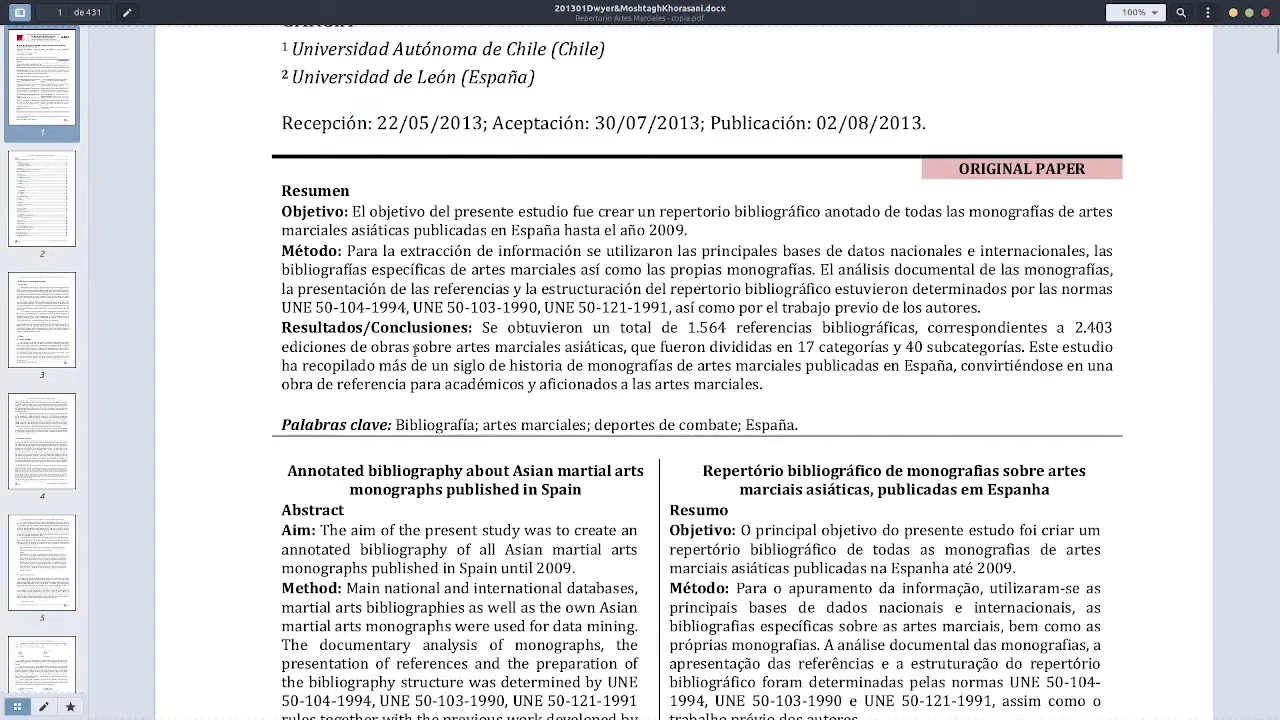 1 de 431
201301Dwyer&MoshtaghKhorasani.docx
Repertorio Artes Marciales - copia.pdf
100%
1 Universidad Autónoma de Chile (Chile)
2 Universidad de León (España)
Recepción: 22/05/2013; Aceptación: 30/07/2013; Publicación: 02/08/2013.
ORIGINAL PAPER
Resumen
Objetivo: El objetivo del presente estudio fue crear un repertorio bibliográfico anotado de todas las monografías de artes
marciales asiáticas publicadas en España hasta el año 2009.
Método: Para la extracción de información se utilizaron las principales bases de datos nacionales e internacionales, las
bibliografías específicas de artes marciales así como las propias monografías. El análisis documental de las monografías,
la presentación de las referencias y la estructuración del repertorio bibliográfico estuvieron determinados por las normas
UNE 50-104-1994, UNE 50-103-1990 y UNE 50-121-1991, así como por el trabajo previo de los autores.
Resultados/Conclusiones: Se obtuvieron un total de referencias bibliográficas, correspondientes a 2.403
de sobre artes marciales asiáticas que fueron en 17 categorías y 40 subcategorías. Este estudio
ha recopilado más de un siglo de historia de monografías de artes marciales publicadas en España, convirtiéndose en una
obra de referencia para académicos y aficionados a las artes marciales.
Palabras clave: Bibliografía; artes marciales; deportes de combate; España.
Annotated bibliography about Asian martial arts
monographs published in Spain
Abstract
The aim of the present study was to create an
annotated bibliography of all Asian martial arts
monographs published in Spain until 2009.
Method: Main national and international databases,
martial arts bibliographies as well as the own Asian
martial arts monographs were used for data mining.
The documentary analysis of monographs, the
presentation of references and the configuration of
the bibliography structure was determined by UNE
50-104-1994, UNE 50-103-1990, UNE 50-121-1991
Repertorio bibliográfico de monografias sobre artes
marciais asiáticas, publicadas em Espanha
Resumo
Objetivo: O principal objetivo do presente estudo foi criar um
repertório bibliográfico de todas as monografias de artes
marciais asiáticas publicadas na Espanha até 2009.
Método: Para o apuramento da informação, utilizaram-se as
principais bases de dados nacionais e internacionais, as
bibliografias específicas sobre as artes marciais, bem como as
próprias monografias. A análise documental das monografias, a
apresentação das referências e a estruturação do repertório
bibliográfico foram determinadas pelas normas UNE 50-104-
1994, UNE 50-103-1990 e UNE 50-121-1991, assim como o
trabalho prévio dos autores.
1
2
3
4
5